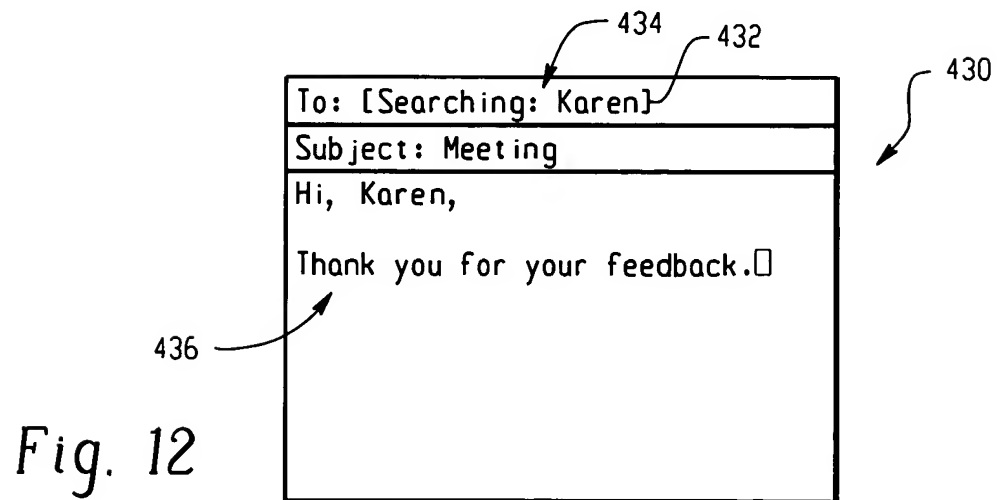 434
432
430
To: [Searching: Karen]
Subject: Meeting
Hi, Karen,
Thank you for your feedback.
436
Fig. 12